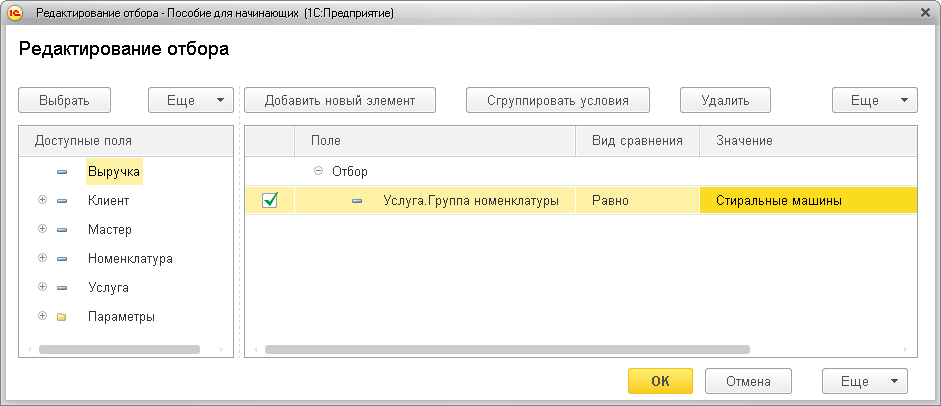 Редактирование отбора - Пособие для начинающих (1С:Предприятие)
Редактирование отбора
Выбрать Еще Добавить новый элемент Сгруппировать условия Удалить Еще
Доступные поля Поле Вид сравнения Значение
Выручка Отбор
Клиент Услуга.Группа номенклатуры Равно Стиральные машины
Мастер
Номенклатура
Услуга
Параметры
ОК Отмена Еще